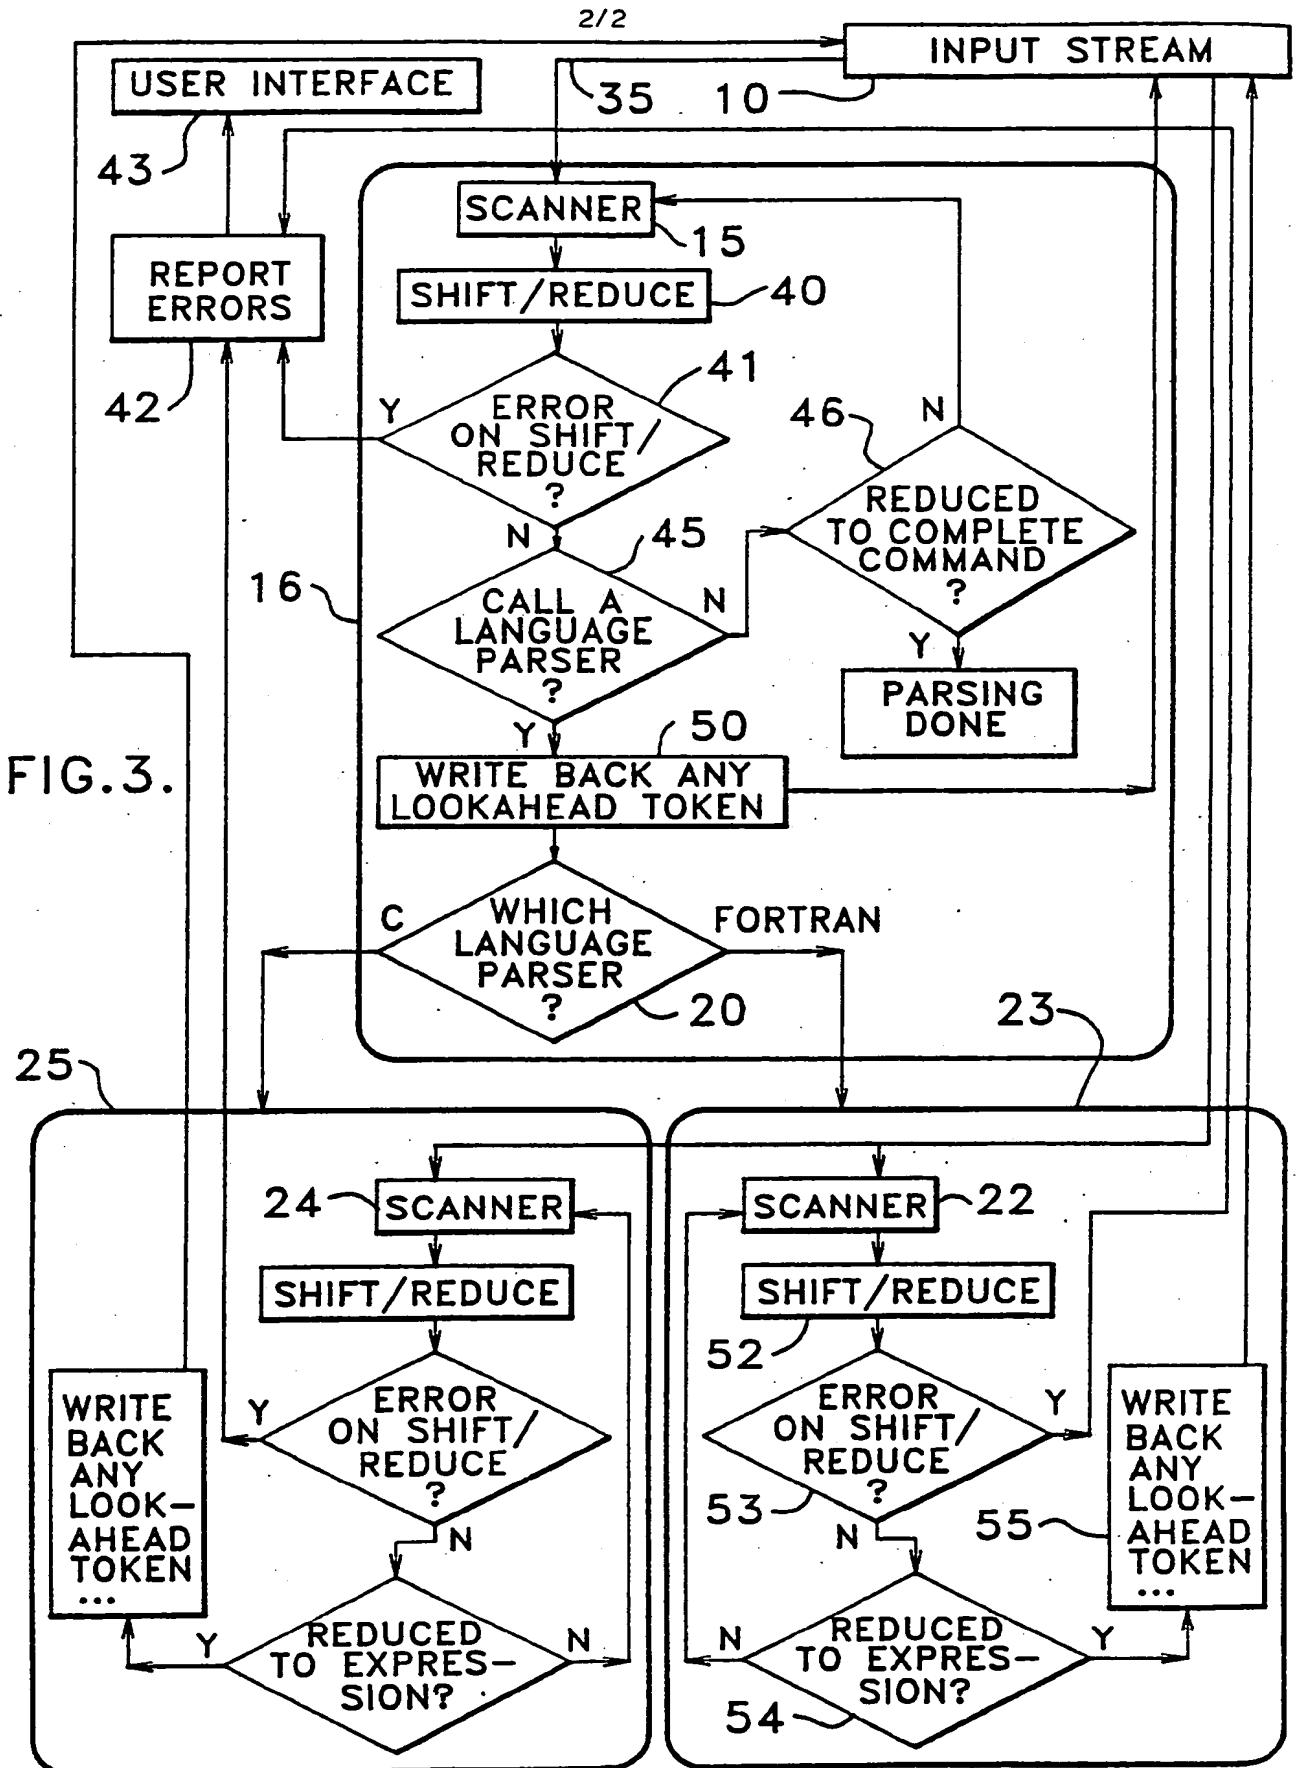 2/2
INPUT STREAM
USER INTERFACE
35
10
43
SCANNER
15
REPORT
ERRORS
SHIFT/REDUCE
40
42
41
Y
ERROR
ON SHIFT/
REDUCE
?
46
N
REDUCED
TO COMPLETE
COMMAND
?
N
45
16
CALL A
LANGUAGE
PARSER
?
N
Y
PARSING
DONE
Y
50
FIG.3.
WRITE BACK ANY
LOOKAHEAD TOKEN
C
WHICH
LANGUAGE
PARSER
?
FORTRAN
20
23
25
24
SCANNER
SCANNER
22
SHIFT/REDUCE
SHIFT/REDUCE
52
WRITE
BACK
ANY
LOOK-
AHEAD
TOKEN
...
Y
ERROR
ON SHIFT/
REDUCE
?
N
ERROR
ON SHIFT/
REDUCE
?
Y
53
N
WRITE
BACK
ANY
LOOK-
AHEAD
TOKEN
...
55
Y
REDUCED
TO EXPRES-
SION?
N
N
REDUCED
TO EXPRES-
SION?
Y
54